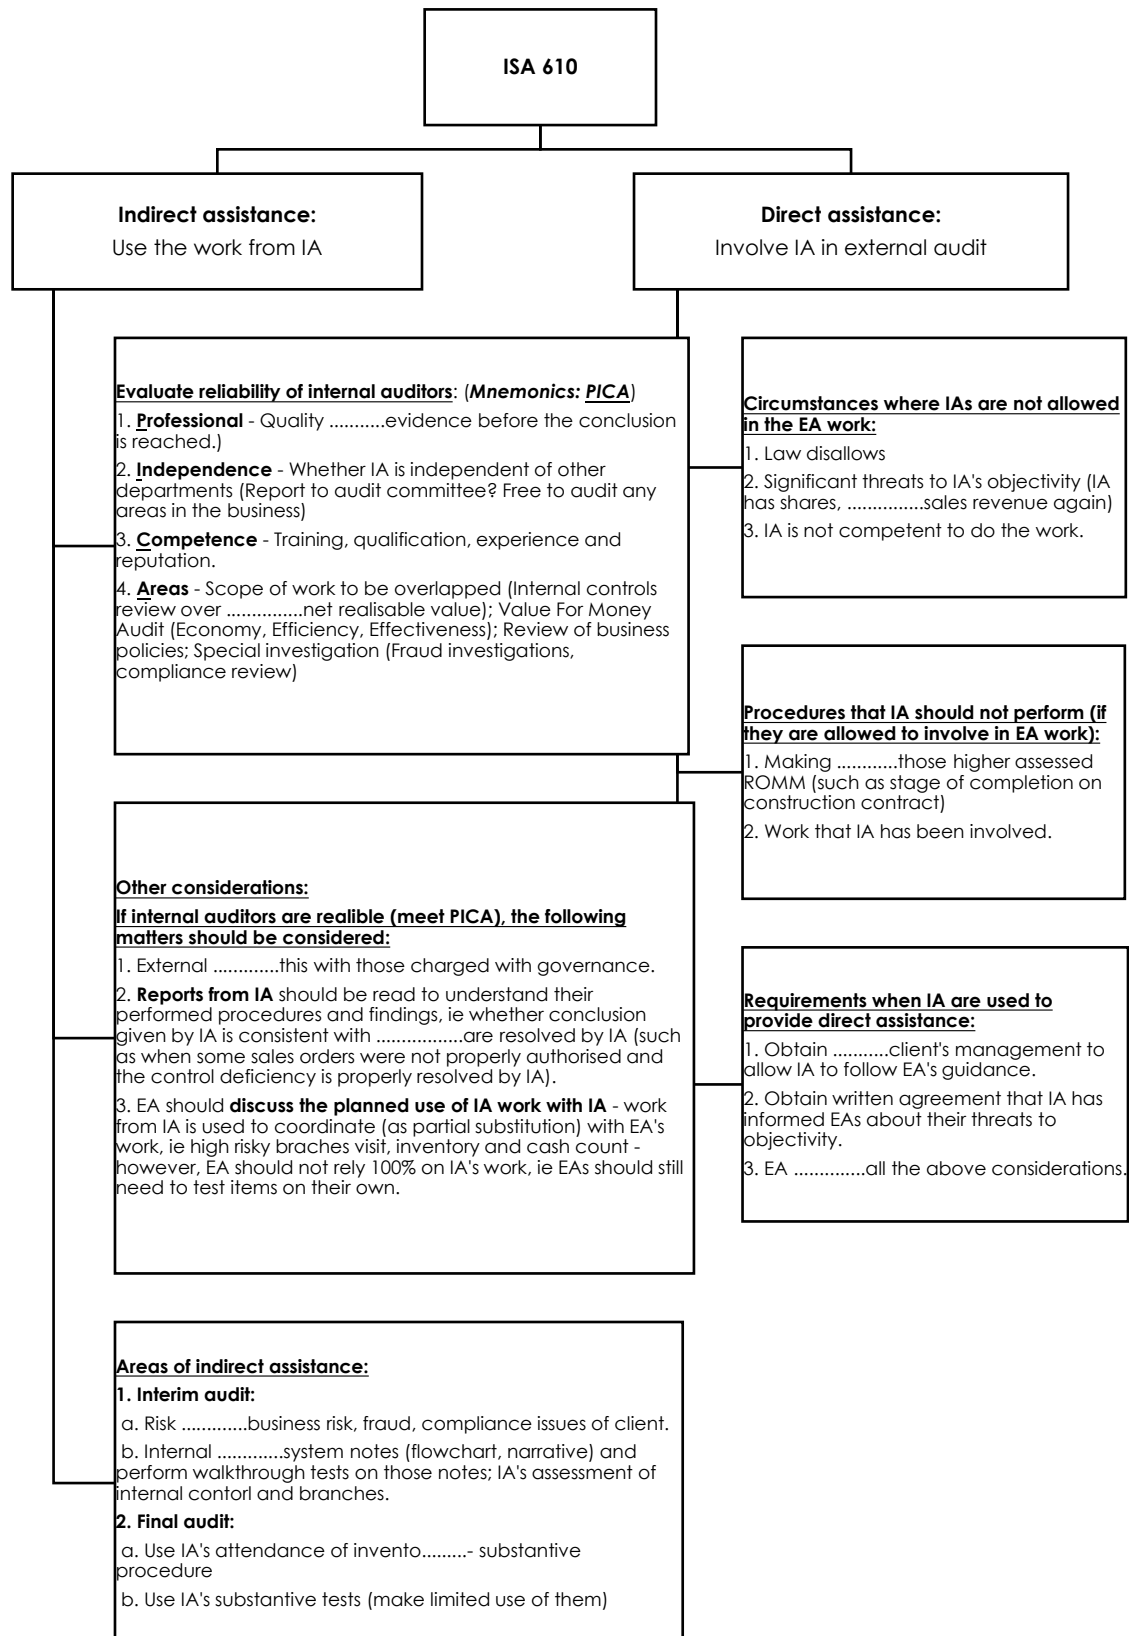 ISA 610
Indirect assistance:
Use the work from IA
Direct assistance:
Involve IA in external audit
Evaluate reliability of internal auditors: (Mnemonics: PICA)
1. Professional - Quality ...........evidence before the conclusion
is reached.)
2. Independence - Whether IA is independent of other
departments (Report to audit committee? Free to audit any
areas in the business)
3. Competence - Training, qualification, experience and
reputation.
4. Areas - Scope of work to be overlapped (Internal controls
review over ...............net realisable value); Value For Money
Audit (Economy, Efficiency, Effectiveness); Review of business
policies; Special investigation (Fraud investigations,
compliance review)
Other considerations:
If internal auditors are realible (meet PICA), the following
matters should be considered:
1. External .............this with those charged with governance.
2. Reports from IA should be read to understand their
performed procedures and findings, ie whether conclusion
given by IA is consistent with .................are resolved by IA (such
as when some sales orders were not properly authorised and
the control deficiency is properly resolved by IA).
3. EA should discuss the planned use of IA work with IA - work
from IA is used to coordinate (as partial substitution) with EA's
work, ie high risky braches visit, inventory and cash count -
however, EA should not rely 100% on IA's work, ie EAs should still
need to test items on their own.
Areas of indirect assistance:
1. Interim audit:
a. Risk .............business risk, fraud, compliance issues of client.
b. Internal .............system notes (flowchart, narrative) and
perform walkthrough tests on those notes; IA's assessment of
internal contorl and branches.
2. Final audit:
a. Use IA's attendance of invento.........- substantive
procedure
b. Use IA's substantive tests (make limited use of them)
Circumstances where IAs are not allowed
in the EA work:
1. Law disallows
2. Significant threats to IA's objectivity (IA
has shares, ...............sales revenue again)
3. IA is not competent to do the work.
Procedures that IA should not perform (if
they are allowed to involve in EA work):
1. Making ............those higher assessed
ROMM (such as stage of completion on
construction contract)
2. Work that IA has been involved.
Requirements when IA are used to
provide direct assistance:
1. Obtain ...........client's management to
allow IA to follow EA's guidance.
2. Obtain written agreement that IA has
informed EAs about their threats to
objectivity.
3. EA ..............all the above considerations.